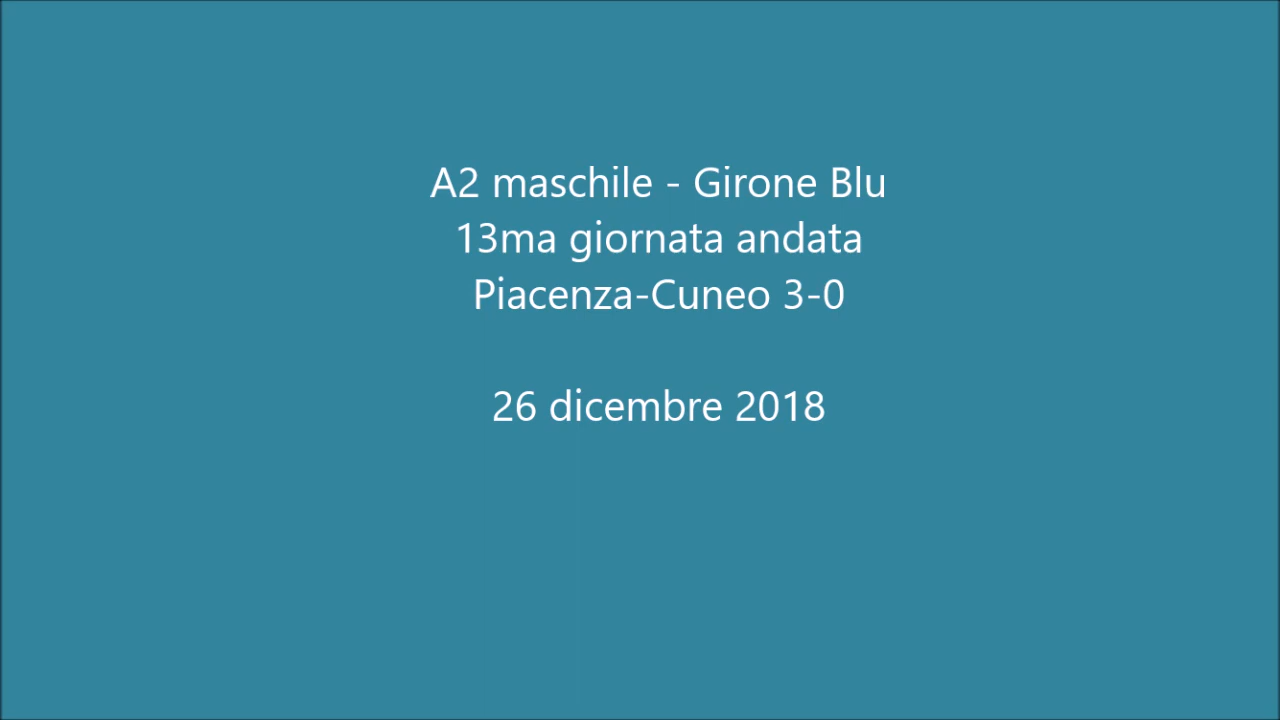 A2 maschile - Girone Blu
13ma giornata andata
Piacenza-Cuneo 3-0
26 dicembre 2018